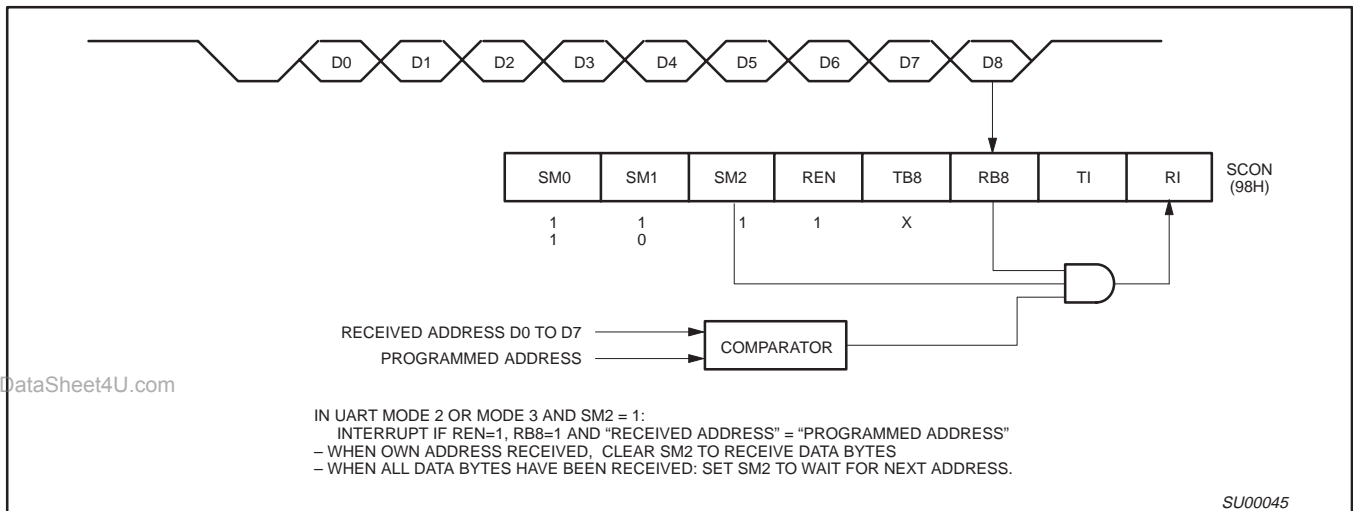 D0 D1 D2 D3 D4 D5 D6 D7 D8
SM0 SM1 SM2 REN TB8 RB8 TI RI
SCON
(98H)
1 1 1 1 X
1 0
RECEIVED ADDRESS D0 TO D7
PROGRAMMED ADDRESS
COMPARATOR
DataSheet4U.com
IN UART MODE 2 OR MODE 3 AND SM2 = 1:
INTERRUPT IF REN=1, RB8=1 AND “RECEIVED ADDRESS” = “PROGRAMMED ADDRESS”
– WHEN OWN ADDRESS RECEIVED, CLEAR SM2 TO RECEIVE DATA BYTES
– WHEN ALL DATA BYTES HAVE BEEN RECEIVED: SET SM2 TO WAIT FOR NEXT ADDRESS.
SU00045